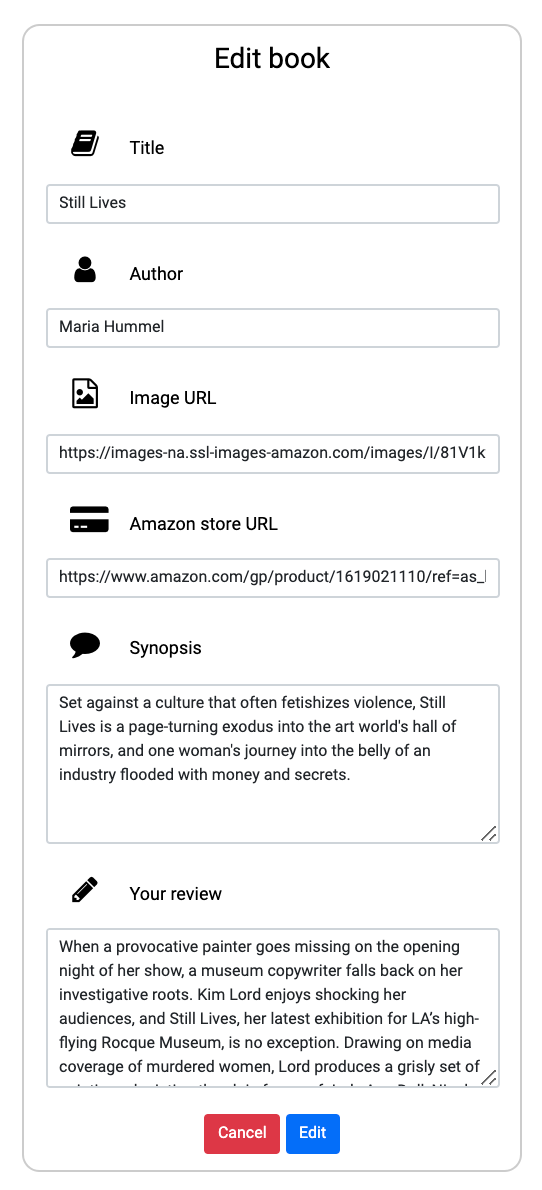 Edit book
Title
Still Lives
Author
Maria Hummel
Image URL
https://images-na.ssl-images-amazon.com/images/I/81V1k
Amazon store URL
https://www.amazon.com/gp/product/1619021110/ref=as_
Synopsis
Set against a culture that often fetishizes violence, Still
Lives is a page-turning exodus into the art world's hall of
mirrors, and one woman's journey into the belly of an
industry flooded with money and secrets.
Your review
When a provocative painter goes missing on the opening
night of her show, a museum copywriter falls back on her
investigative roots. Kim Lord enjoys shocking her
audiences, and Still Lives, her latest exhibition for LA’s high-
flying Rocque Museum, is no exception. Drawing on media
coverage of murdered women, Lord produces a grisly set of
Cancel Edit